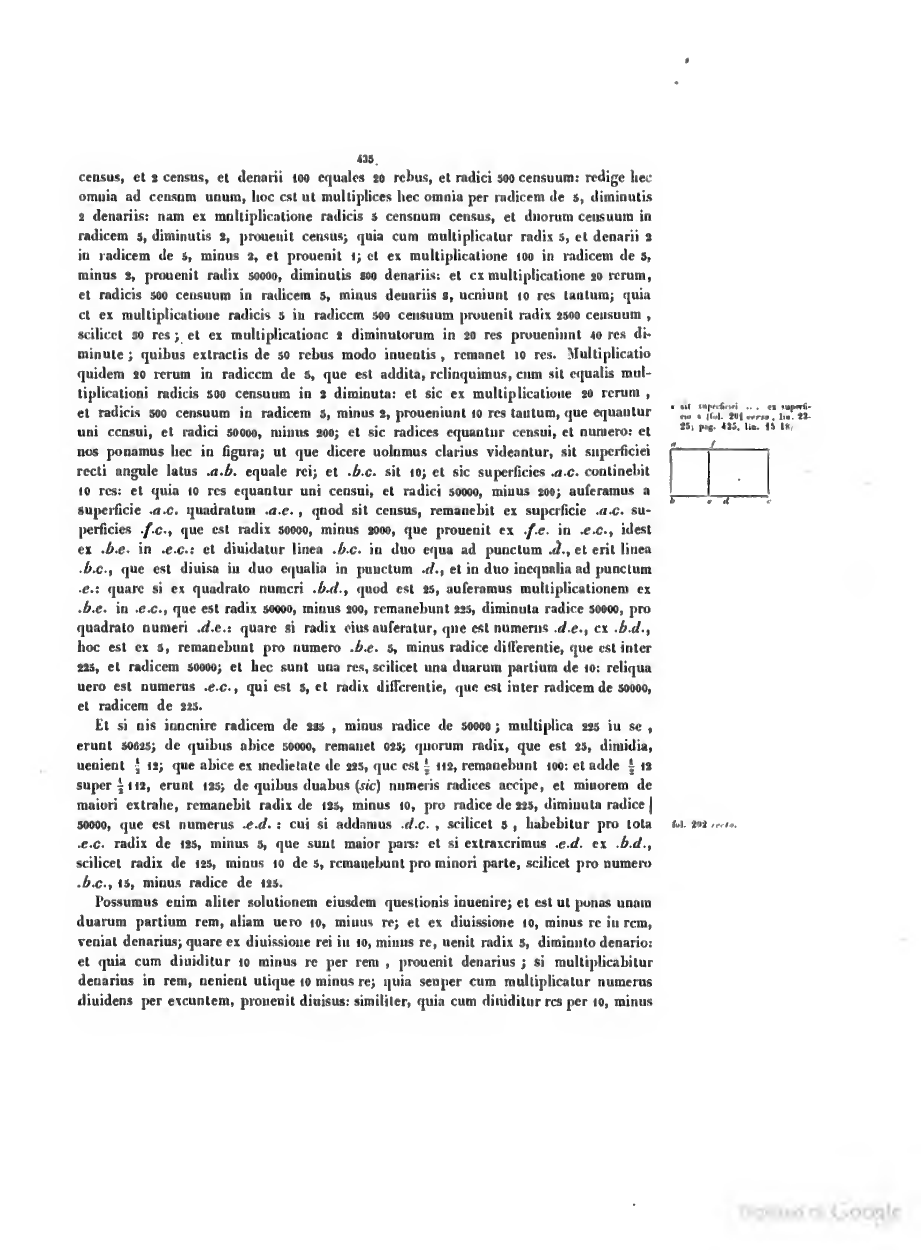 435
census, et 2 census, et denarii 100 equales 20 rebus, et radici 500 censuum: redige hec
omnia ad censum unum, hoc est ut multiplices hec omnia per radicem de 5, diminutis
2 denariis: nam ex multiplicatione radicis 5 censuum census, et duorum censuum in
radicem 5, diminutis 2, prouenit census; quia cum multiplicatur radix 5, et denarii 2
in radicem de 5, minus 2, et prouenit 1; et ex multiplicatione 100 in radicem de 5,
minus 2, prouenit radix 50000, diminutis 200 denariis: et ex multiplicatione 20 rerum,
et radicis 500 censuum in radicem 5, minus denariis 2, ueniunt 10 res tantum; quia
et ex multiplicatione radicis 5 in radicem 500 censuum prouenit radix 2500 censuum ,
scilicet 50 res; et ex multiplicatione 2 diminutorum in 20 res proueniunt 40 res di-
minute ; quibus extractis de 50 rebus modo inuentis , remanet 10 res. Multiplicatio
quidem 20 rerum in radicem de 5, que est addita, relinquimus, cum sit equalis mul-
tiplicationi radicis 500 censuum in 2 diminuta: et sic ex multiplicatione 20 rerum ,
et radicis 500 censuum in radicem 5, minus 2, proueniunt 10 res tantum, que equantur
uni censui, et radici 50000, minus 200; et sic radices equantur censui, et numero: et
nos ponamus hec in figura; ut que dicere uolumus clarius videantur, sit superficiei
recti angule latus .a.b. equale rei; et .b.c. sit 10; et sic superficies .a.c. continebit
10 res: et quia 10 res equantur uni censui, et radici 50000, minus 200; auferamus a
superficie .a.c. quadratum .a.e. , quod sit census, remanebit ex superficie .a.c. su-
perficies .f.c., que est radix 50000, minus 2000, que prouenit ex .f.e. in .e.c., idest
ex .b.e. in .e.c.: et diuidatur linea .b.c. in duo equa ad punctum .d., et erit linea
.b.c., que est diuisa in duo equalia in punctum .d., et in duo inequalia ad punctum
.e.: quare si ex quadrato numeri .b.d., quod est 25, auferamus multiplicationem ex
.b.e. in .e.c., que est radix 50000, minus 200, remanebunt 225, diminuta radice 50000, pro
quadrato numeri .d.e.: quare si radix eius auferatur, que est numerus .d.e., ex .b.d.,
hoc est ex 5, remanebunt pro numero .b.e. 5, minus radice differentie, que est inter
225, et radicem 50000; et hec sunt una res, scilicet una duarum partium de 10: reliqua
uero est numerus .e.c., qui est 5, et radix differentie, que est inter radicem de 50000,
et radicem de 225.
Et si uis inuenire radicem de 225 , minus radice de 50000 ; multiplica 225 in se ,
erunt 50625; de quibus abice 50000, remanet 625; quorum radix, que est 25, dimidia,
uenient ½ 12; que abice ex medietate de 225, que est ½ 112, remanebunt 100: et adde ½ 12
super ½ 112, erunt 125; de quibus duabus (sic) numeris radices accipe, et minorem de
maiori extrahe, remanebit radix de 125, minus 10, pro radice de 225, diminuta radice |
50000, que est numerus .e.d. : cui si addamus .d.c. , scilicet 5 , habebitur pro tota
.e.c. radix de 125, minus 5, que sunt maior pars: et si extraxerimus .e.d. ex .b.d.,
scilicet radix de 125, minus 10 de 5, remanebunt pro minori parte, scilicet pro numero
.b.c., 15, minus radice de 125.
Possumus enim aliter solutionem eiusdem questionis inuenire; et est ut ponas unam
duarum partium rem, aliam uero 10, minus re; et ex diuissione 10, minus re in rem,
veniat denarius; quare ex diuissione rei in 10, minus re, uenit radix 5, diminuto denario:
et quia cum diuiditur 10 minus re per rem , prouenit denarius ; si multiplicabitur
denarius in rem, uenient utique 10 minus re; quia semper cum multiplicatur numerus
diuidens per exeuntem, prouenit diuisus: similiter, quia cum diuiditur res per 10, minus
« sit superficiei ... ex superfi-
cie » (fol. 201 verso, lin. 22-
25; pag. 435, lin. 15-18)
a f
b e d c
fol. 202 recto.
Digitized by Google